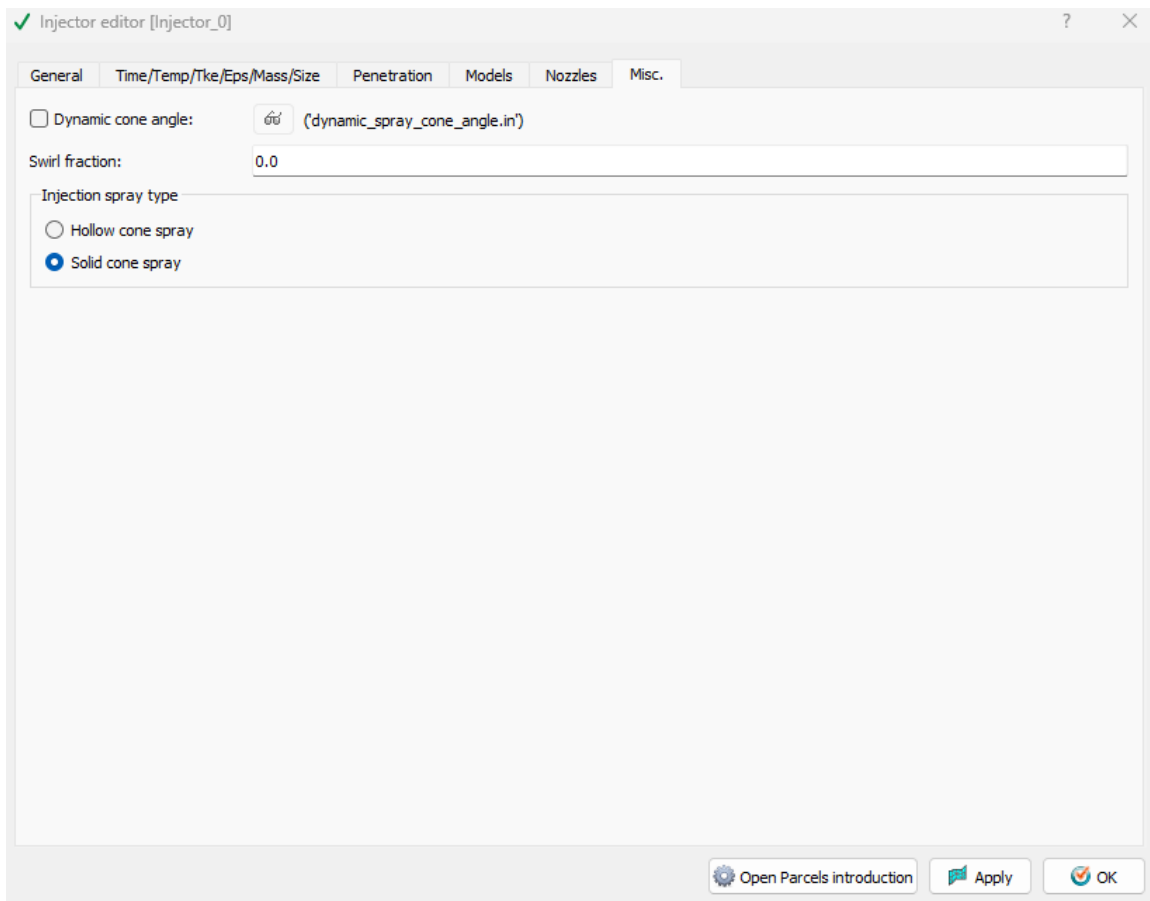 Injector editor [Injector_0] ?
General Time/Temp/Tke/Eps/Mass/Size Penetration Models Nozzles Misc.
Dynamic cone angle: ('dynamic_spray_cone_angle.in')
Swirl fraction: 0.0
Injection spray type
Hollow cone spray
Solid cone spray
Open Parcels introduction Apply OK